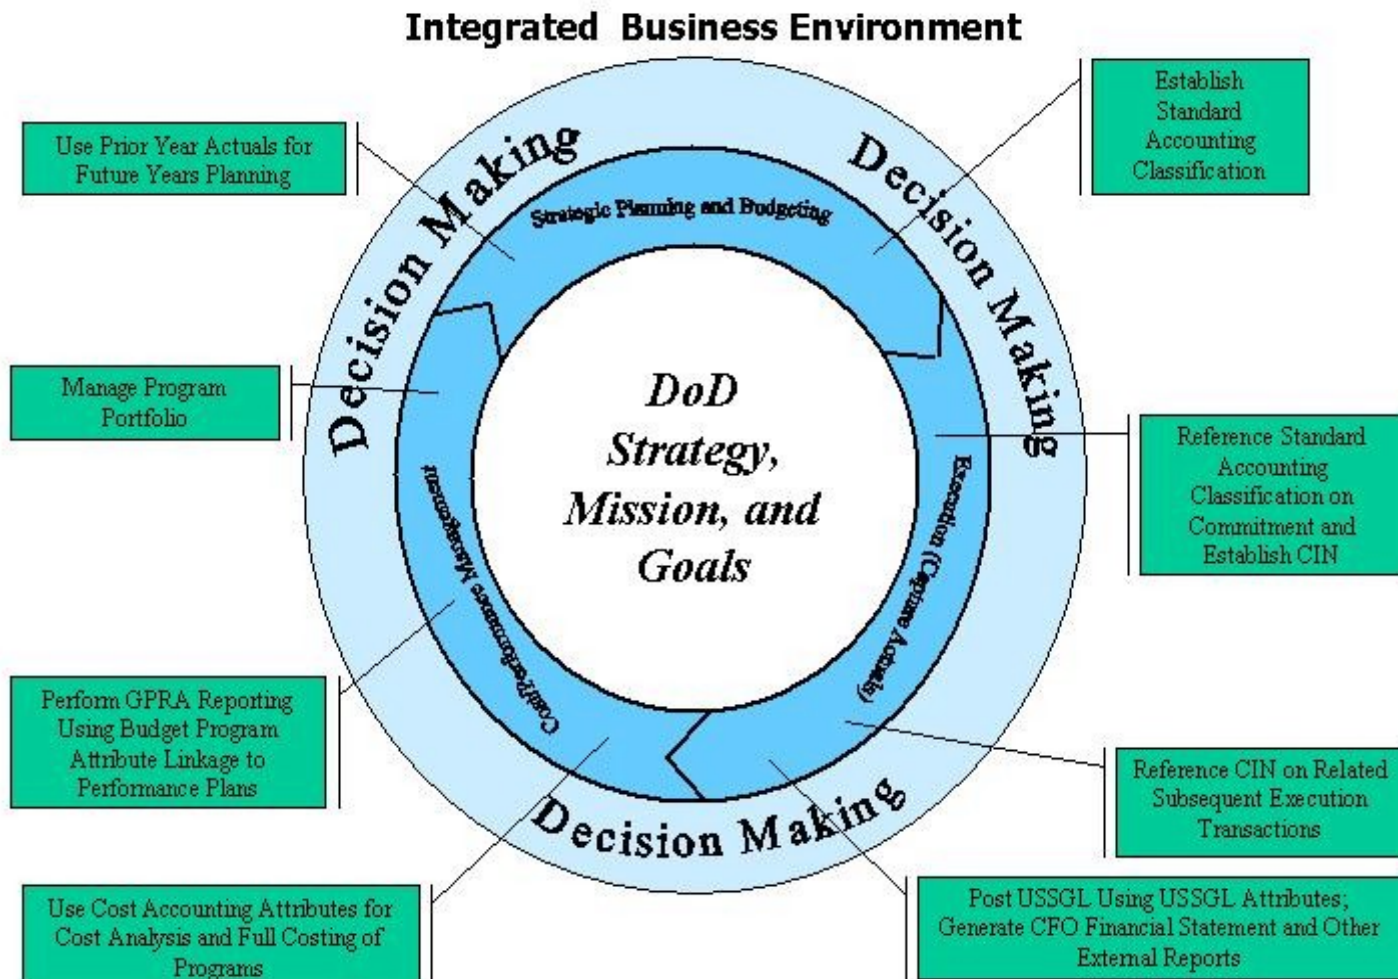 Integrated Business Environment
Establish
Standard
Accounting
Classification
Use Prior Year Actuals for
Future Years Planning
Decision Making
Decision Making
Strategic Planning and Budgeting
Manage Program
Portfolio
DoD
Strategy,
Mission, and
Goals
Reference Standard
Accounting
Classification on
Commitment and
Establish CIN
Cost/Performance Management
Execution (Capture Actuals)
Perform GPRA Reporting
Using Budget Program
Attribute Linkage to
Performance Plans
Reference CIN on Related
Subsequent Execution
Transactions
Decision Making
Use Cost Accounting Attributes for
Cost Analysis and Full Costing of
Programs
Post USSGL Using USSGL Attributes;
Generate CFO Financial Statement and Other
External Reports